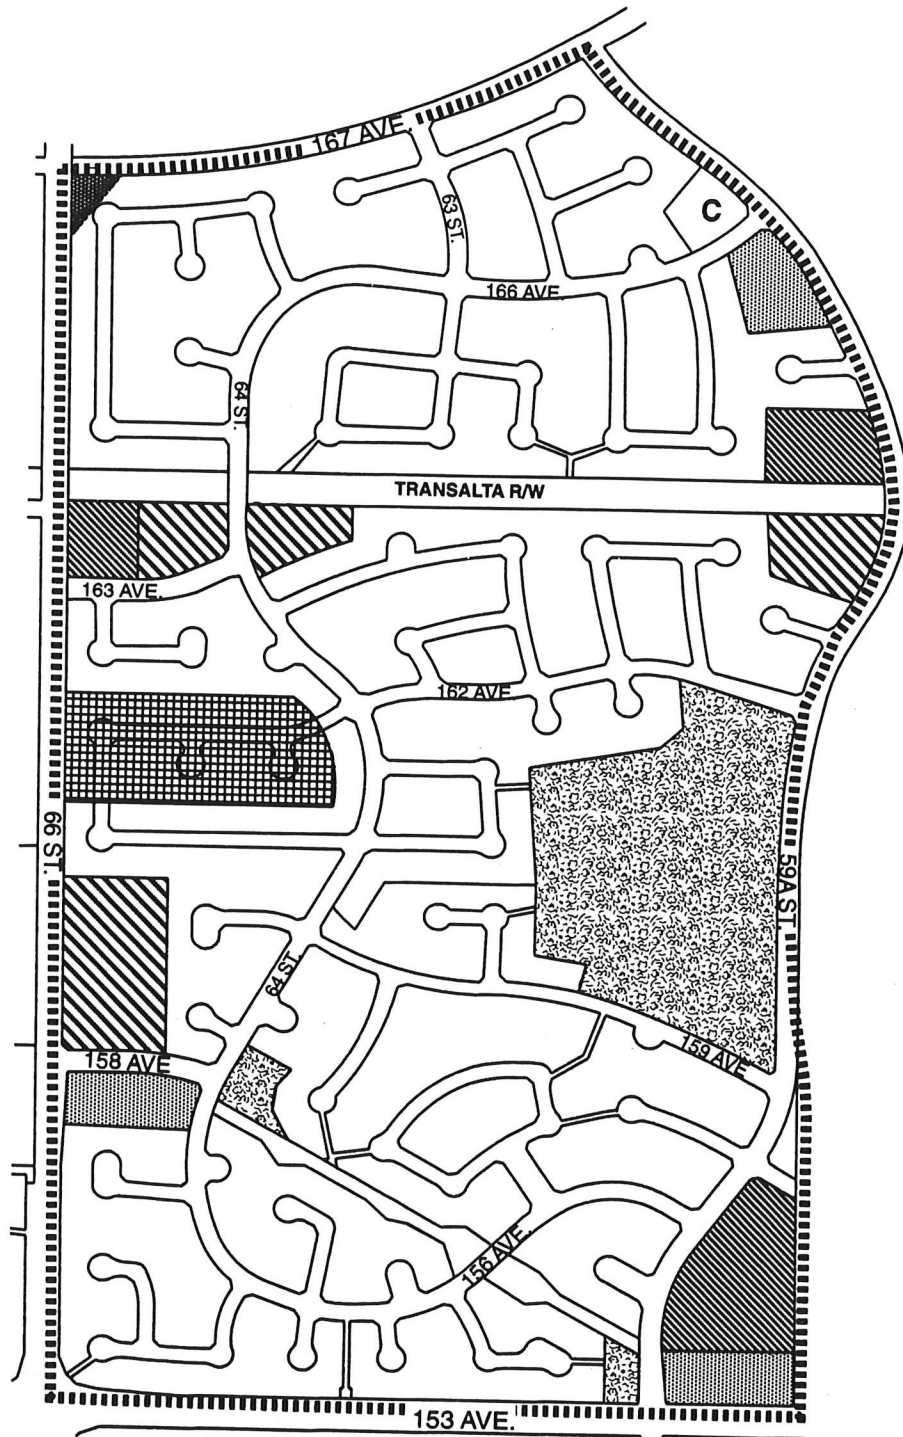 167 AVE.
63 ST.
C
166 AVE.
64 ST.
TRANSALTA R/W
163 AVE.
162 AVE
66 ST.
59A ST.
64 ST.
158 AVE
159 AVE
156 AVE.
153 AVE.